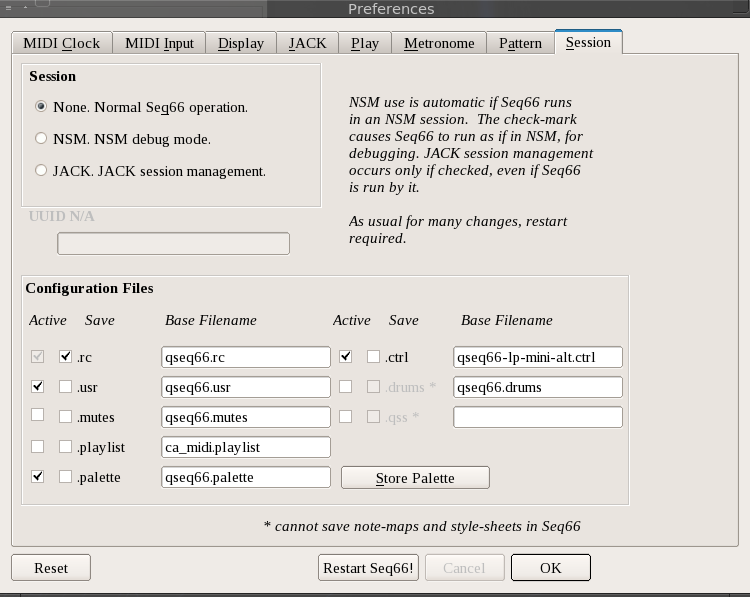 Preferences
MIDI Clock MIDI Input Display JACK Play Metronome Pattern Session
Session
None. Normal Seq66 operation.
NSM. NSM debug mode.
JACK. JACK session management.
UUID N/A
NSM use is automatic if Seq66 runs
in an NSM session. The check-mark
causes Seq66 to run as if in NSM, for
debugging. JACK session management
occurs only if checked, even if Seq66
is run by it.
As usual for many changes, restart
required.
Configuration Files
Active Save Base Filename Active Save Base Filename
.rc qseq66.rc .ctrl qseq66-lp-mini-alt.ctrl
.usr qseq66.usr .drums * qseq66.drums
.mutes qseq66.mutes .qss *
.playlist ca_midi.playlist
.palette qseq66.palette Store Palette
* cannot save note-maps and style-sheets in Seq66
Reset Restart Seq66! Cancel OK